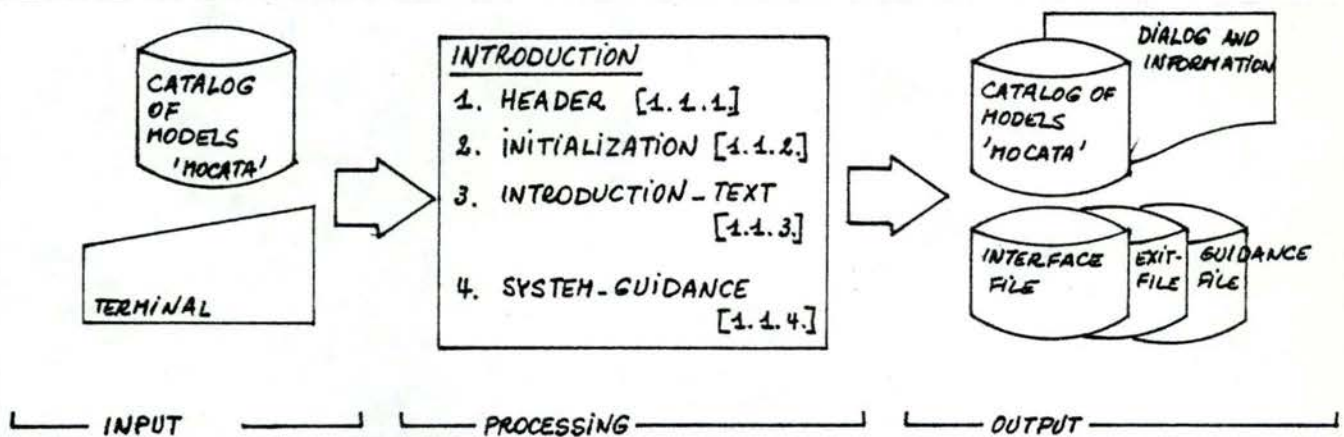 CATALOG
OF
MODELS
'MOCATA'
TERMINAL
INTRODUCTION
1. HEADER [1.1.1]
2. INITIALIZATION [1.1.2.]
3. INTRODUCTION_TEXT
[1.1.3.]
4. SYSTEM_GUIDANCE
[1.1.4.]
DIALOG AND
INFORMATION
CATALOG OF
MODELS
'MOCATA'
INTERFACE
FILE
EXIT-
FILE
GUIDANCE
FILE
INPUT
PROCESSING
OUTPUT